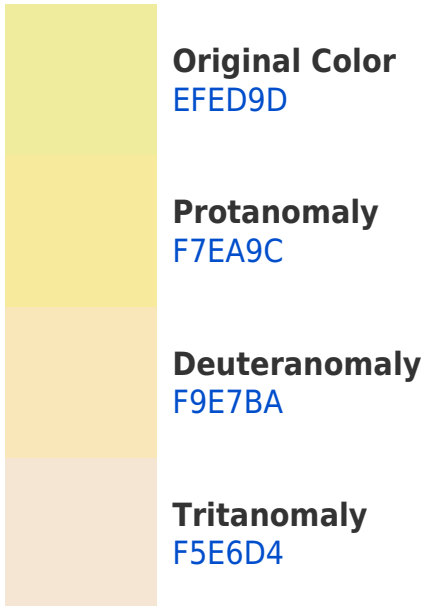 Original Color
EFED9D
Protanomaly
F7EA9C
Deuteranomaly
F9E7BA
Tritanomaly
F5E6D4